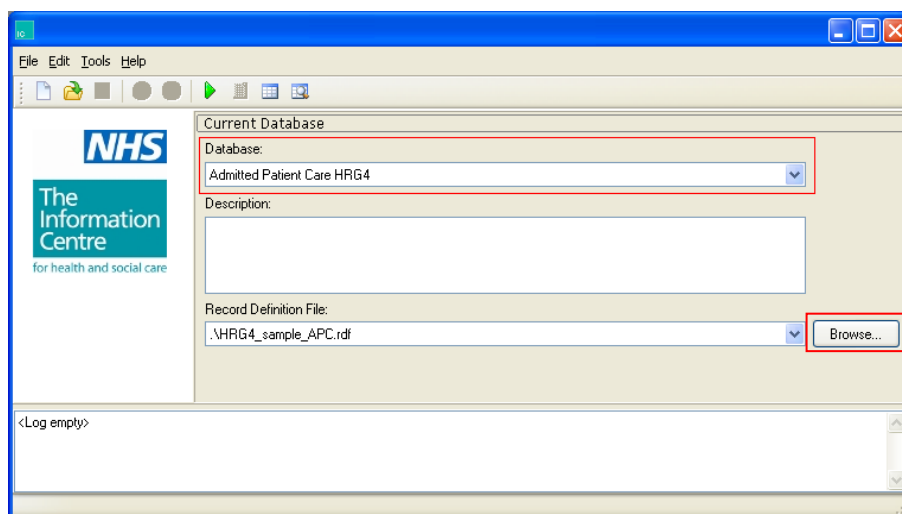 ic
File Edit Tools Help
NHS
The
Information
Centre
for health and social care
Current Database
Database:
Admitted Patient Care HRG4
Description:
Record Definition File:
.\HRG4_sample_APC.rdf
Browse...
<Log empty>